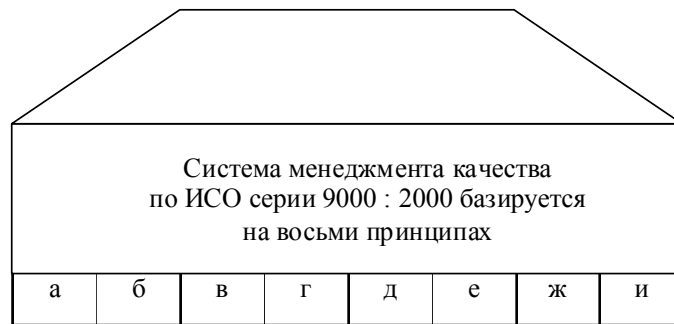 Система менеджмента качества
по ИСО серии 9000 : 2000 базируется
на восьми принципах
а б в г д е ж и